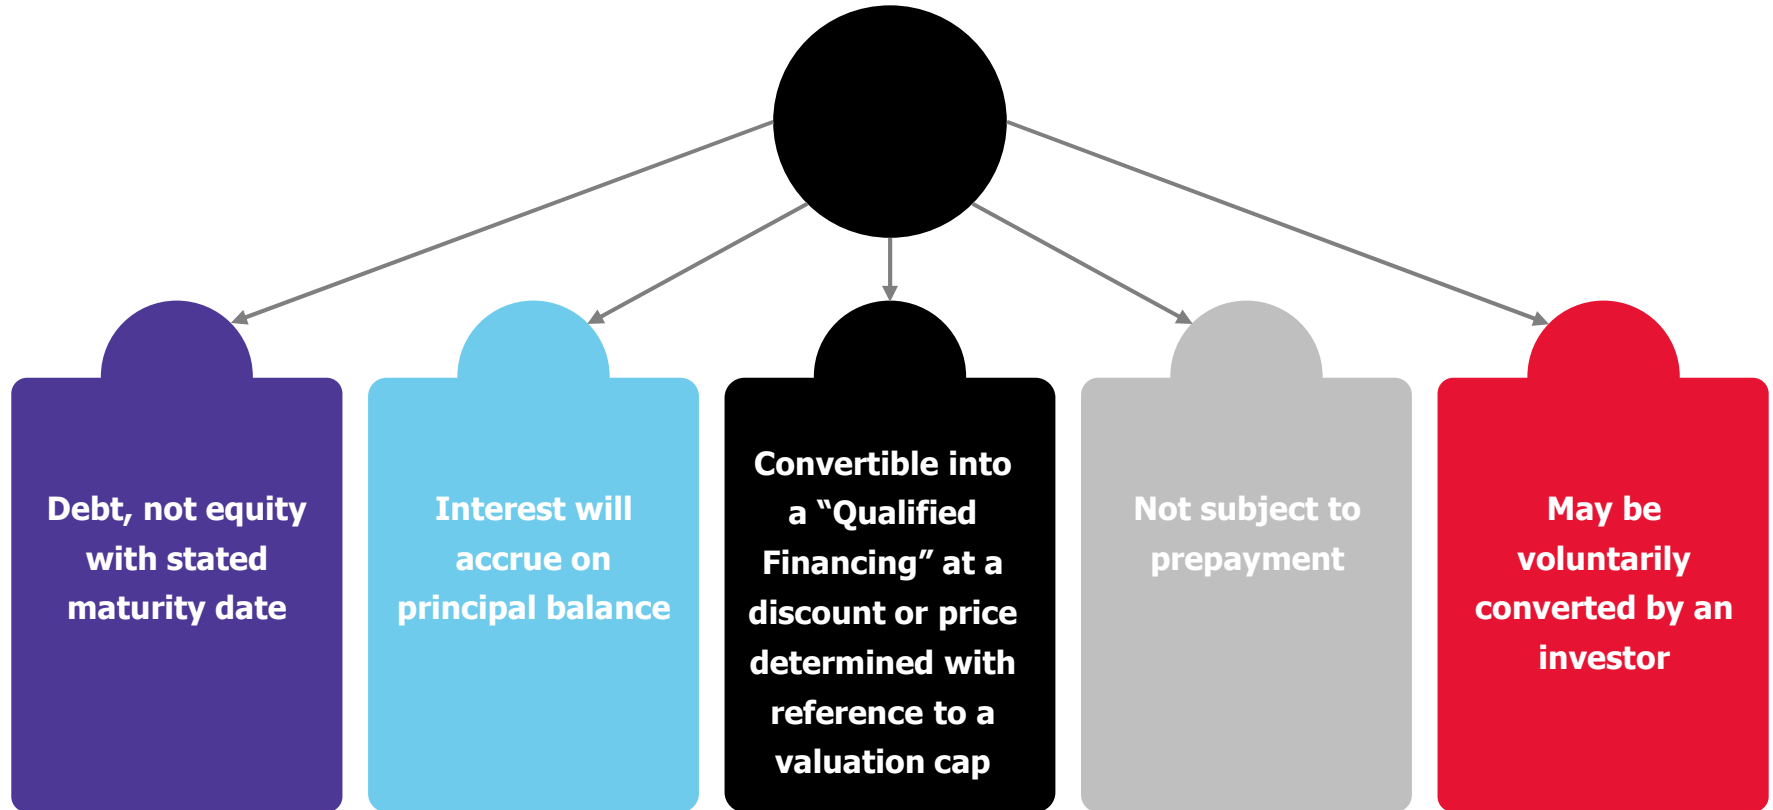 Debt, not equity
with stated
maturity date
Interest will
accrue on
principal balance
Convertible into
a “Qualified
Financing” at a
discount or price
determined with
reference to a
valuation cap
Not subject to
prepayment
May be
voluntarily
converted by an
investor